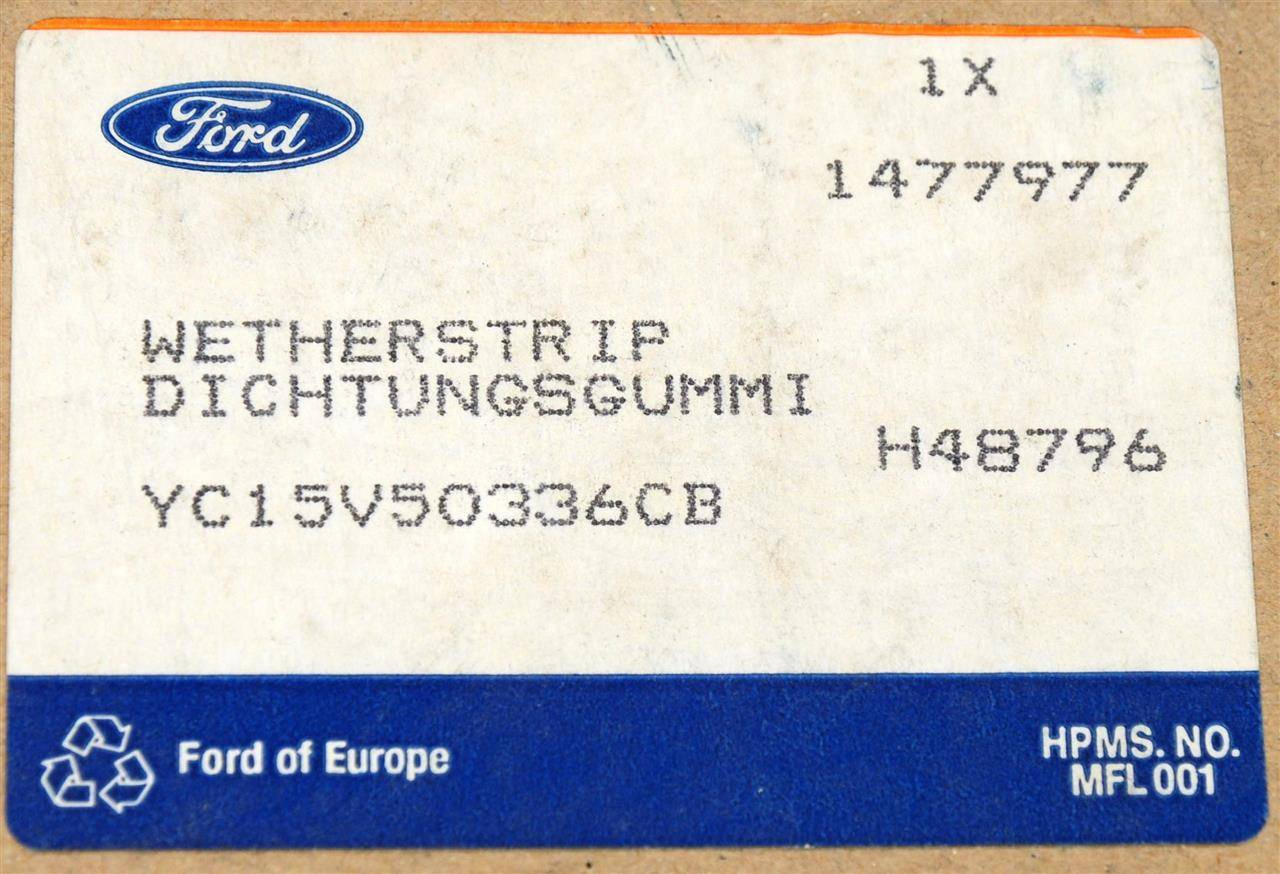 Ford
1X
1477977
WETHERSTRIP
DICHTUNGSGUMMI
H48796
YC15V50336CB
Ford of Europe
HPMS. NO.
MFL 001